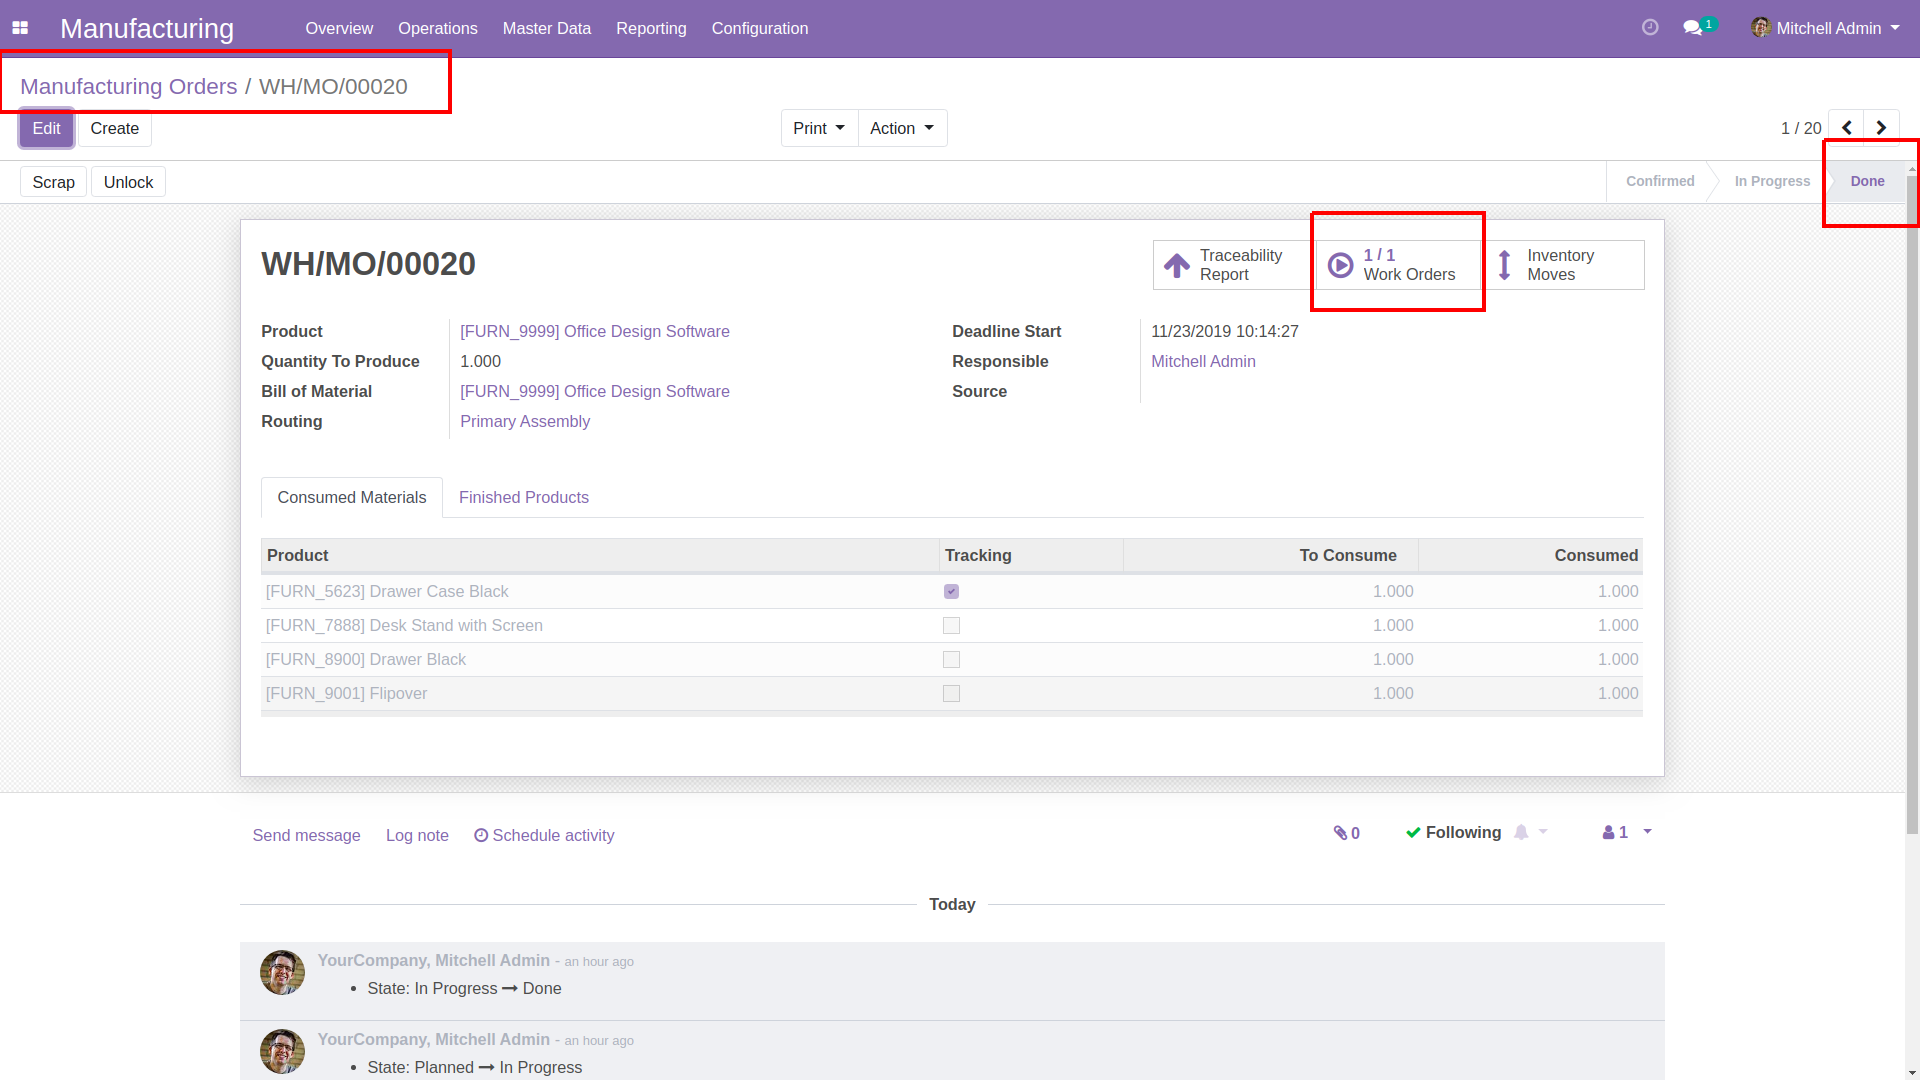 Manufacturing
Overview
Operations
Master Data
Reporting
Configuration
1
Mitchell Admin
Manufacturing Orders / WH/MO/00020
Edit
Create
Print
Action
1 / 20
Scrap
Unlock
Confirmed
In Progress
Done
WH/MO/00020
Traceability
Report
1 / 1
Work Orders
Inventory
Moves
Product [FURN_9999] Office Design Software
Quantity To Produce 1.000
Bill of Material [FURN_9999] Office Design Software
Routing Primary Assembly
Deadline Start 11/23/2019 10:14:27
Responsible Mitchell Admin
Source
Consumed Materials
Finished Products
Product Tracking To Consume Consumed
[FURN_5623] Drawer Case Black 1.000 1.000
[FURN_7888] Desk Stand with Screen 1.000 1.000
[FURN_8900] Drawer Black 1.000 1.000
[FURN_9001] Flipover 1.000 1.000
Send message
Log note
Schedule activity
0
Following
1
Today
YourCompany, Mitchell Admin - an hour ago
• State: In Progress → Done
YourCompany, Mitchell Admin - an hour ago
• State: Planned → In Progress